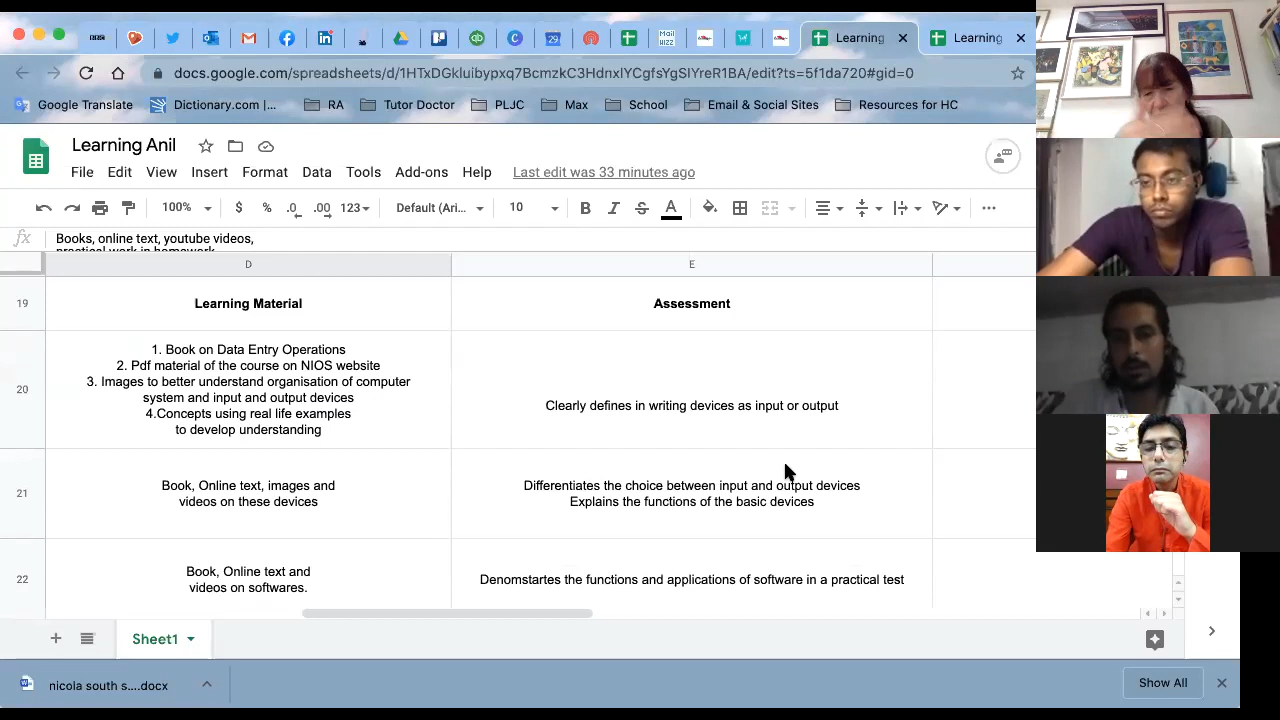 Learning
Learning
docs.google.com/spreadsheets/d/1HTxDGkIuibypxq7BcmzkC3HdnxIYCgfsYgSIYreR1BA/edit?ts=5f1da720#gid=0
Google Translate
Dictionary.com |...
RA
Tutor Doctor
PLJC
Max
School
Email & Social Sites
Resources for HC
Learning Anil
File Edit View Insert Format Data Tools Add-ons Help Last edit was 33 minutes ago
100% $ % .0 .00 123 Default (Ari... 10 B I S A
fx Books, online text, youtube videos,
practical work in homework
D E
19 Learning Material Assessment
1. Book on Data Entry Operations
2. Pdf material of the course on NIOS website
3. Images to better understand organisation of computer
system and input and output devices
4.Concepts using real life examples
to develop understanding
20 Clearly defines in writing devices as input or output
21 Book, Online text, images and
videos on these devices
Differentiates the choice between input and output devices
Explains the functions of the basic devices
22 Book, Online text and
videos on softwares.
Denomstartes the functions and applications of software in a practical test
Sheet1
nicola south s....docx
Show All